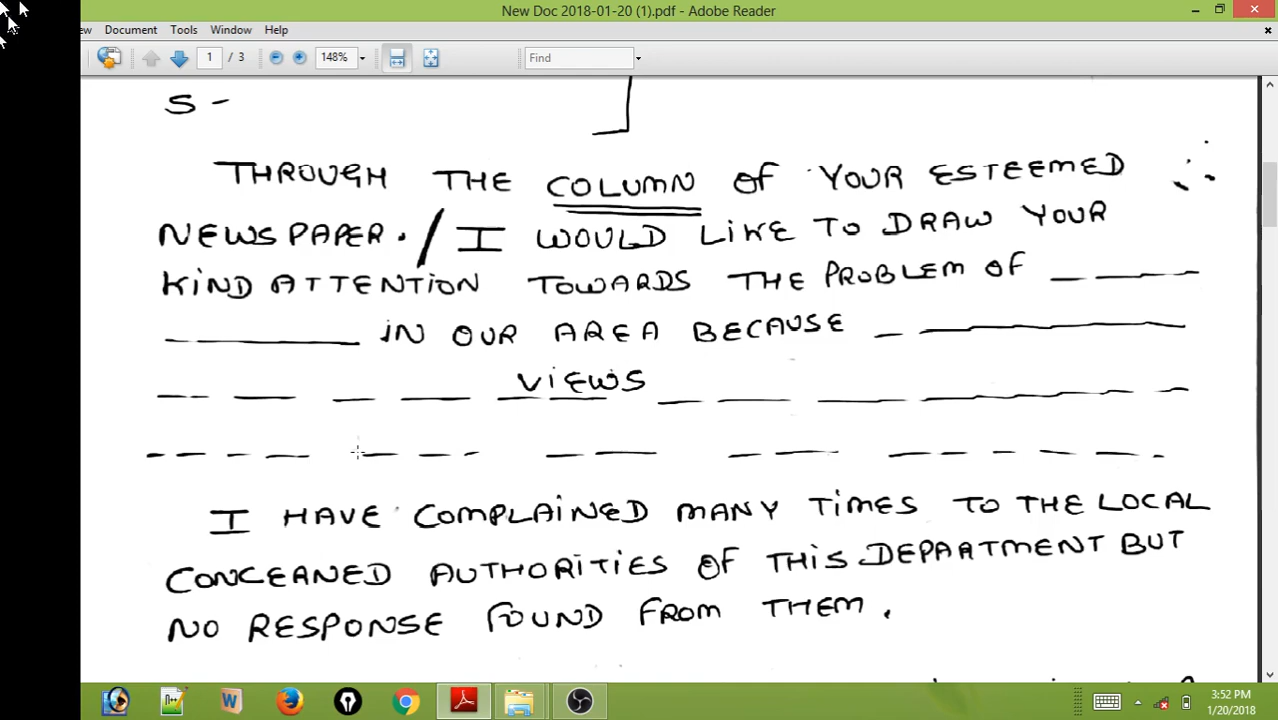 New Doc 2018-01-20 (1).pdf - Adobe Reader
ew Document Tools Window Help
1 / 3 148% Find
S -
THROUGH THE COLUMN OF YOUR ESTEEMED
NEWSPAPER. / I WOULD LIKE TO DRAW YOUR
KIND ATTENTION TOWARDS THE PROBLEM OF
IN OUR AREA BECAUSE
VIEWS
I HAVE COMPLAINED MANY TIMES TO THE LOCAL
CONCEANED AUTHORITIES OF THIS DEPARTMENT BUT
NO RESPONSE FOUND FROM THEM.
3:52 PM
1/20/2018